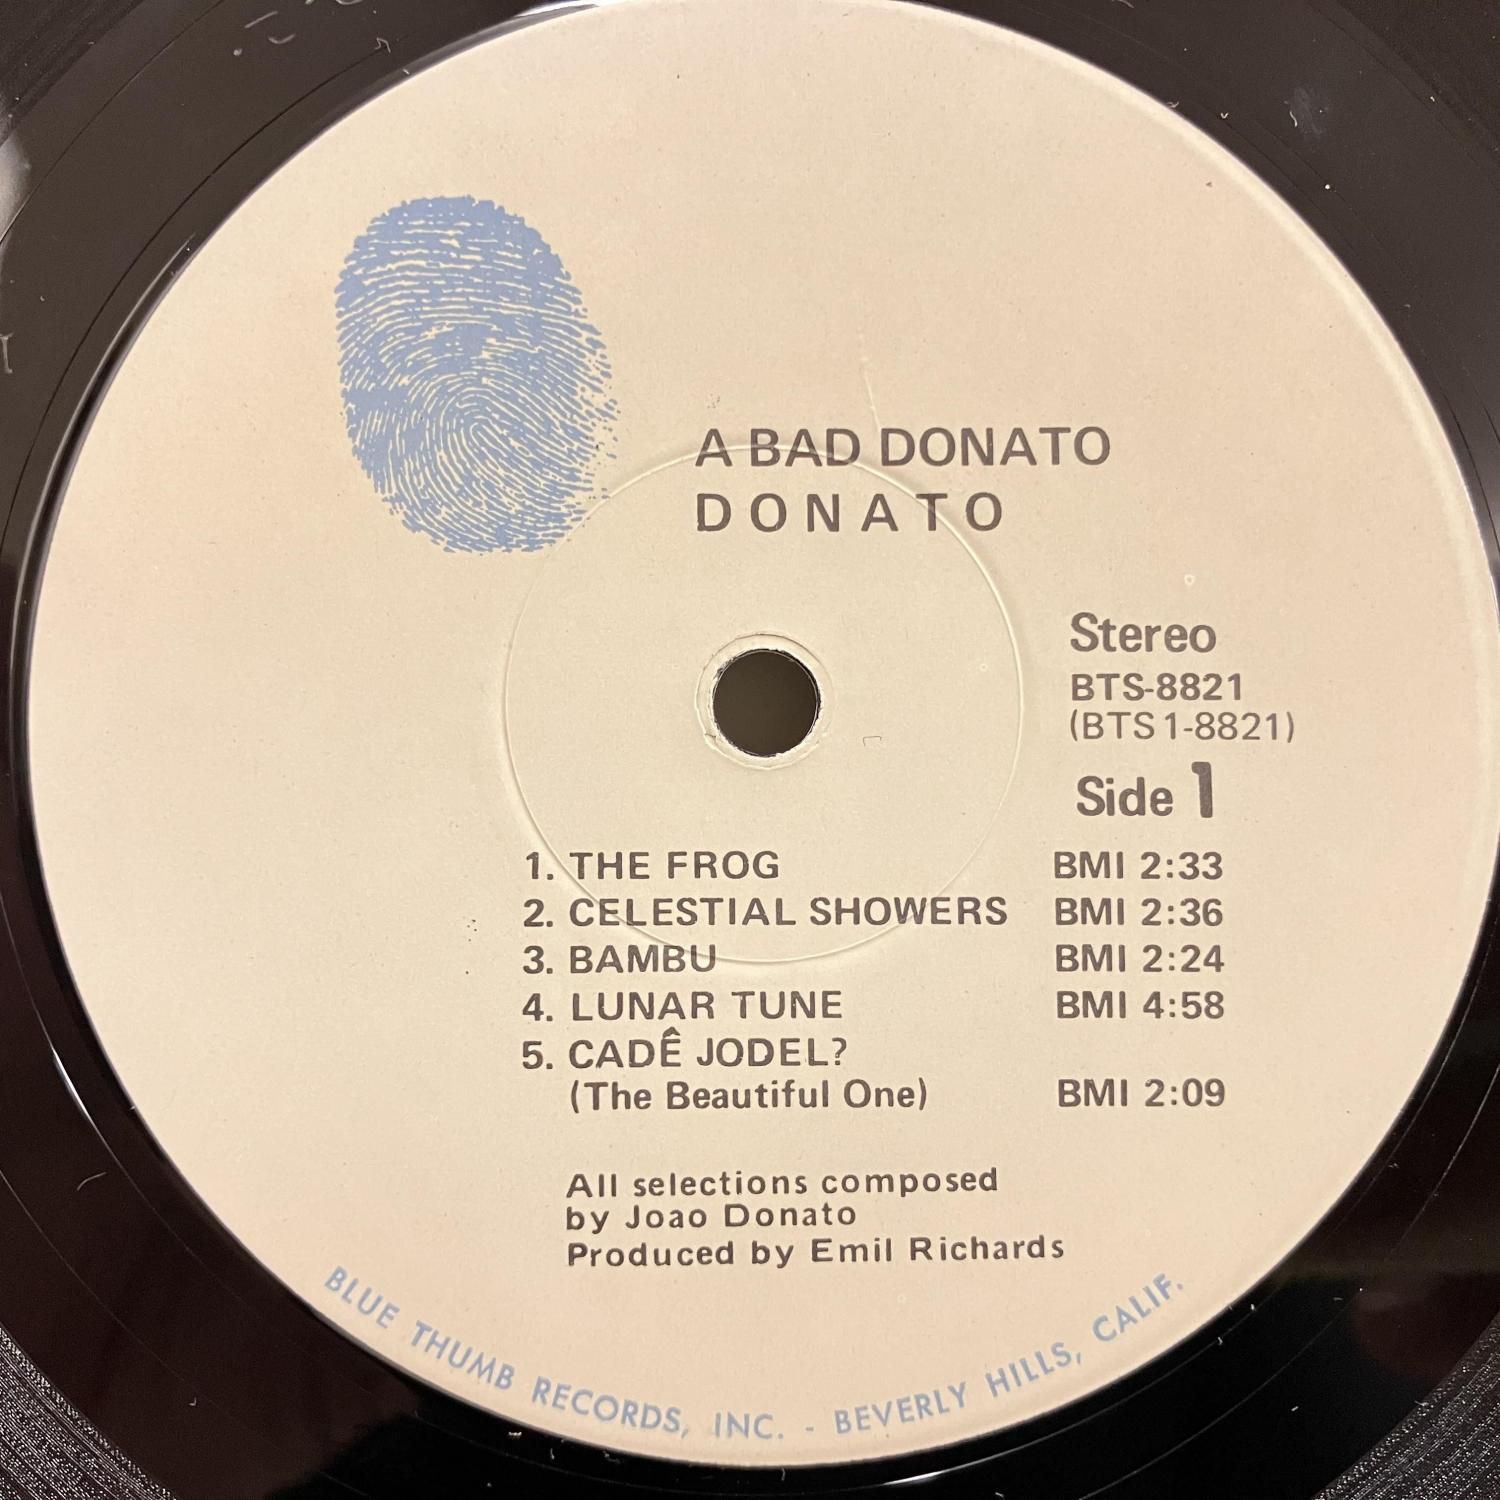 A BAD DONATO
DONATO
Stereo
BTS-8821
(BTS 1-8821)
Side 1
1. THE FROG BMI 2:33
2. CELESTIAL SHOWERS BMI 2:36
3. BAMBU BMI 2:24
4. LUNAR TUNE BMI 4:58
5. CADÊ JODEL?
(The Beautiful One) BMI 2:09
All selections composed
by Joao Donato
Produced by Emil Richards
BLUE THUMB RECORDS, INC. - BEVERLY HILLS, CALIF.